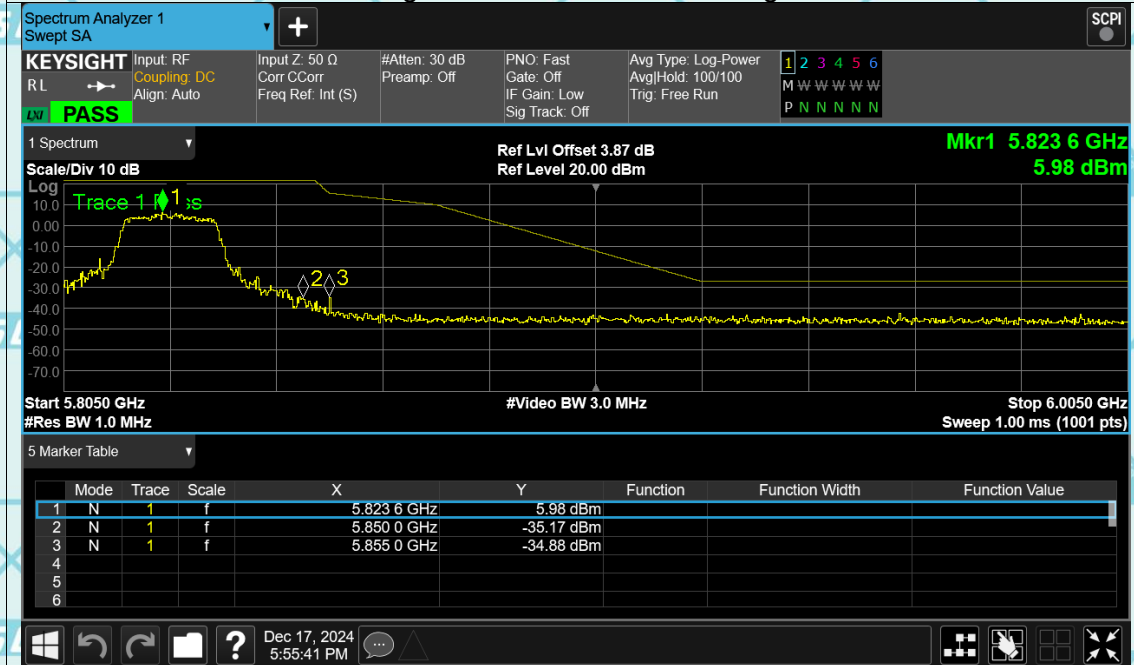 Spectrum Analyzer 1
Swept SA
+
SCPI
KEYSIGHT Input: RF Input Z: 50 Ω #Atten: 30 dB PNO: Fast Avg Type: Log-Power 1 2 3 4 5 6
RL Coupling: DC Corr CCorr Preamp: Off Gate: Off Avg|Hold: 100/100 M W W W W W
Align: Auto Freq Ref: Int (S) IF Gain: Low Trig: Free Run P N N N N N
LXI PASS Sig Track: Off
1 Spectrum Ref Lvl Offset 3.87 dB Mkr1 5.823 6 GHz
Scale/Div 10 dB Ref Level 20.00 dBm 5.98 dBm
Log
Trace 1 1
10.0
0.00
-10.0
-20.0
2 3
-30.0
-40.0
-50.0
-60.0
-70.0
Start 5.8050 GHz #Video BW 3.0 MHz Stop 6.0050 GHz
#Res BW 1.0 MHz Sweep 1.00 ms (1001 pts)
5 Marker Table
Mode Trace Scale X Y Function Function Width Function Value
1 N 1 f 5.823 6 GHz 5.98 dBm
2 N 1 f 5.850 0 GHz -35.17 dBm
3 N 1 f 5.855 0 GHz -34.88 dBm
4
5
6
? Dec 17, 2024
5:55:41 PM